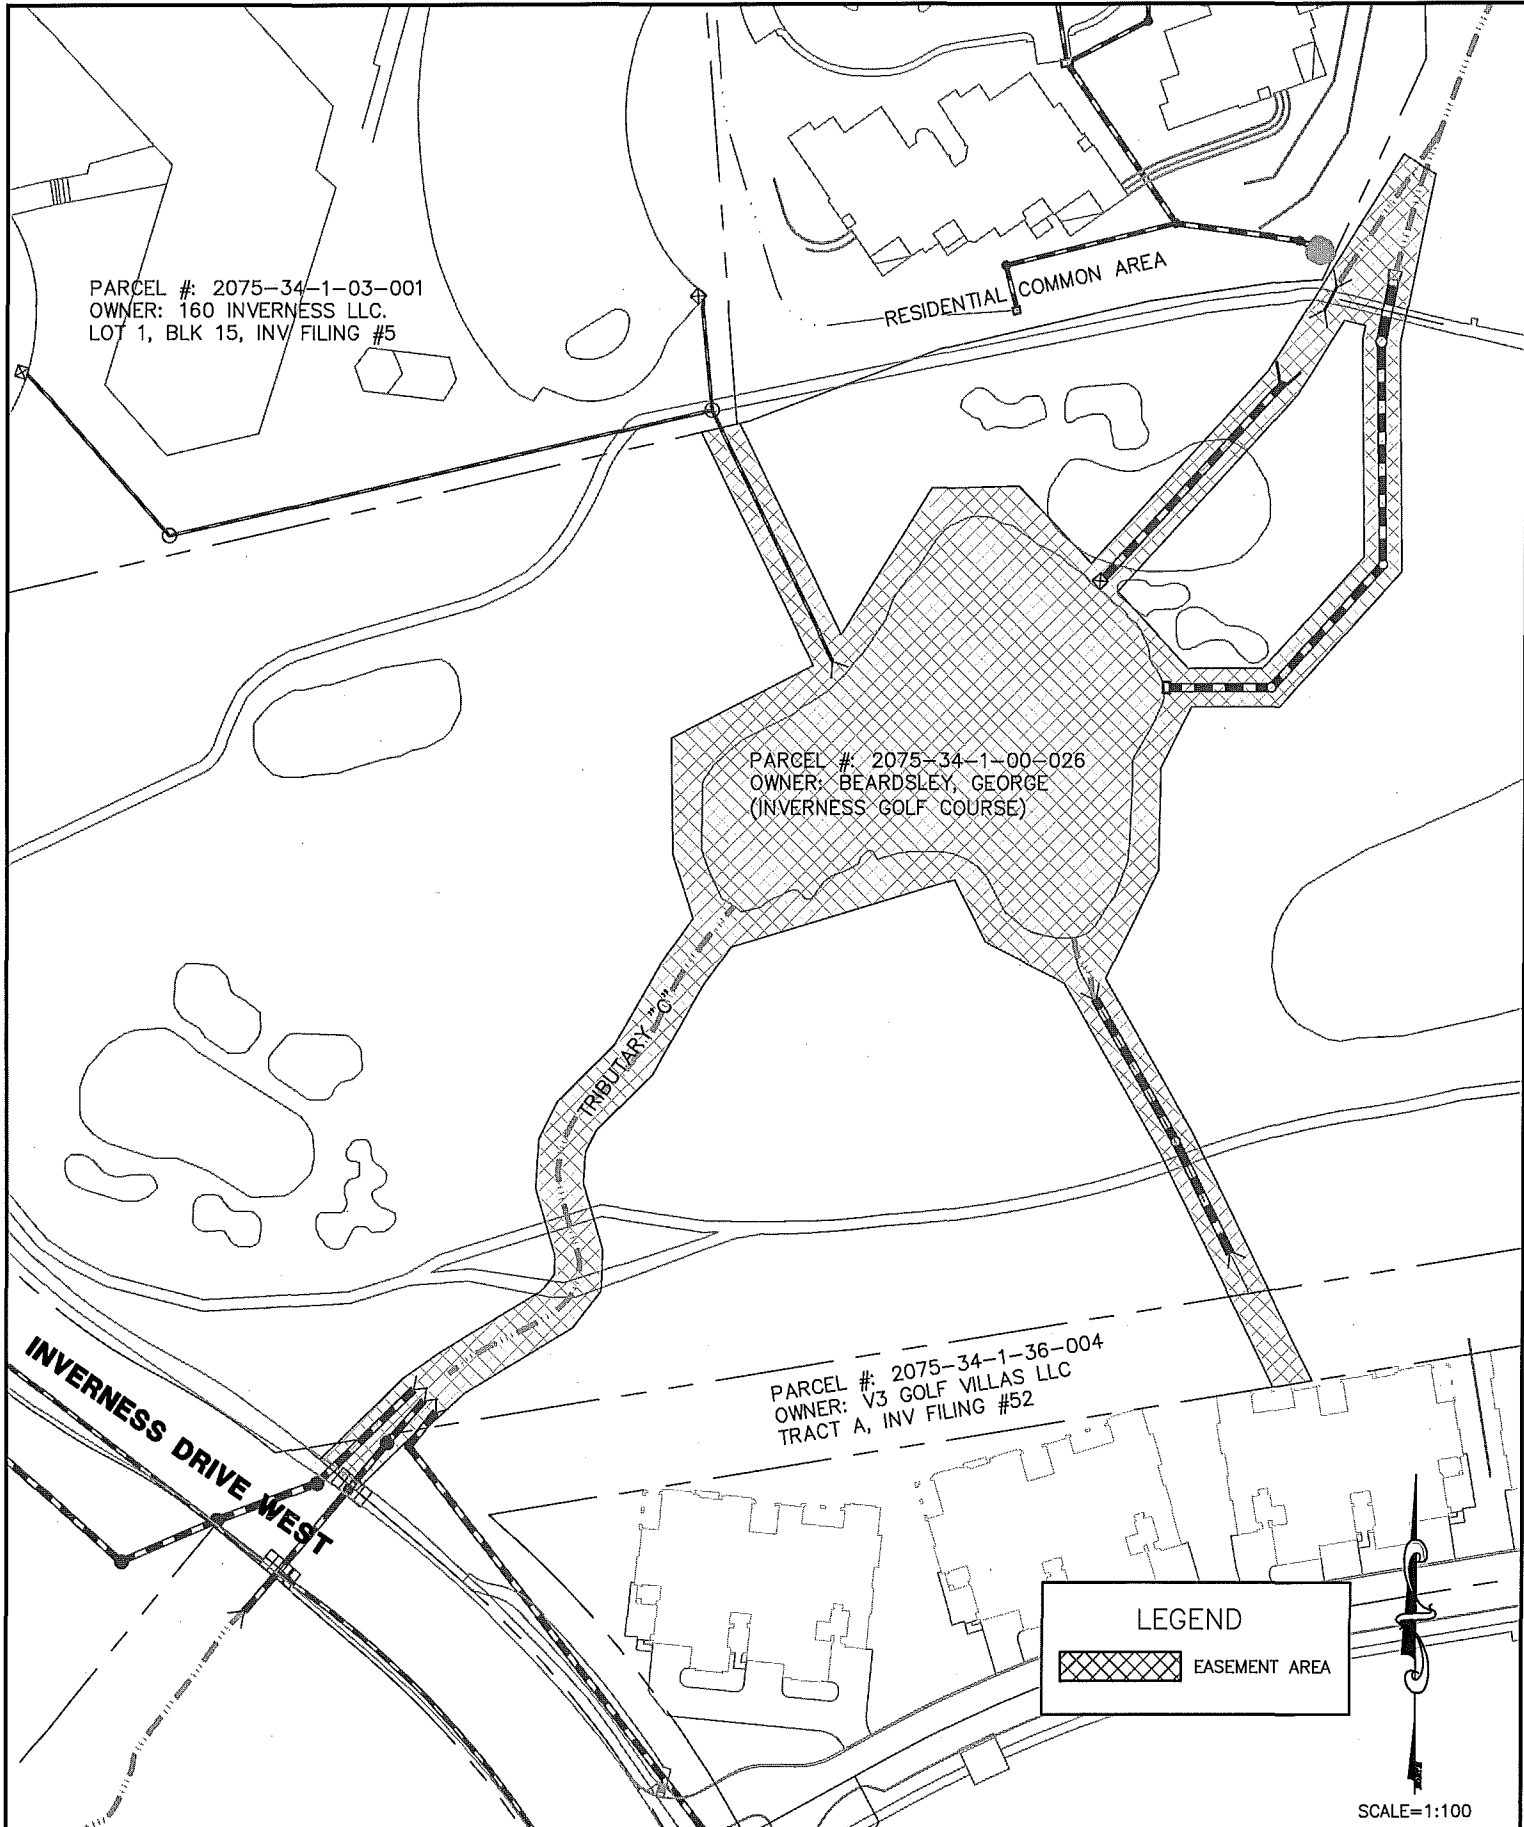 PARCEL #: 2075-34-1-03-001
OWNER: 160 INVERNESS LLC.
LOT 1, BLK 15, INV FILING #5
RESIDENTIAL COMMON AREA
PARCEL #: 2075-34-1-00-026
OWNER: BEARDSLEY, GEORGE
(INVERNESS GOLF COURSE)
TRIBUTARY "C"
INVERNESS DRIVE WEST
PARCEL #: 2075-34-1-36-004
OWNER: V3 GOLF VILLAS LLC
TRACT A, INV FILING #52
LEGEND
EASEMENT AREA
SCALE=1:100